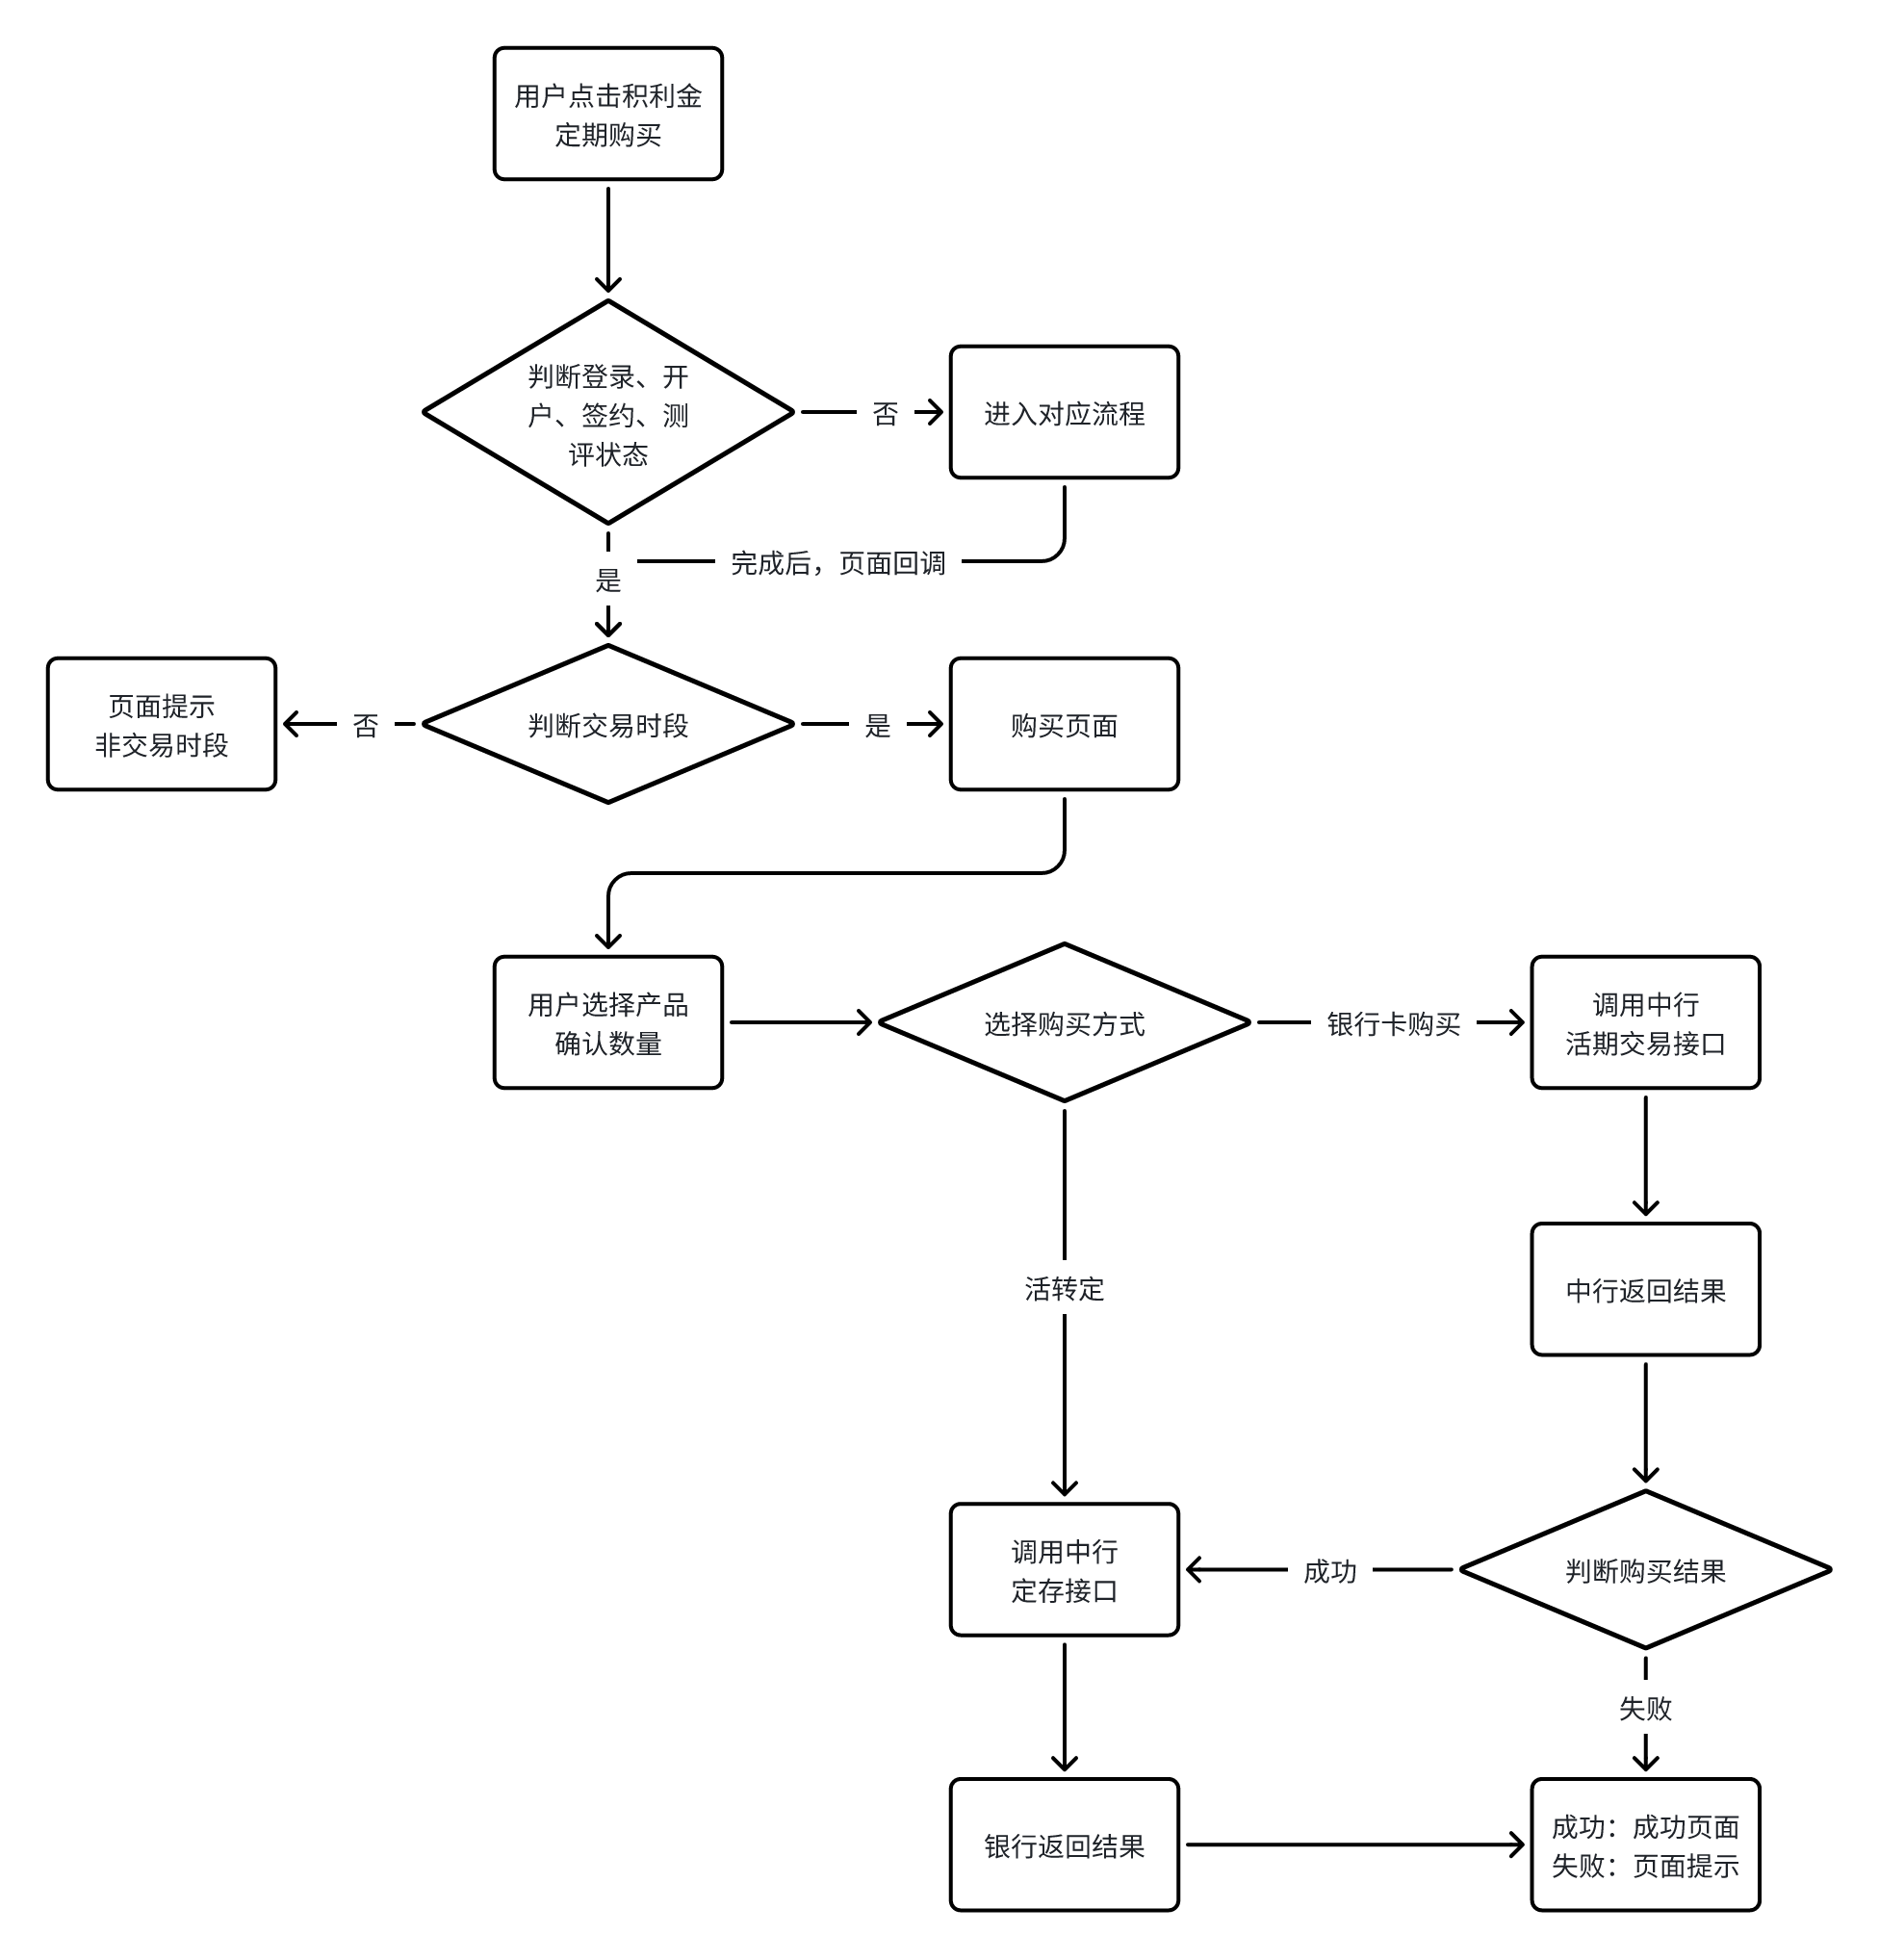 用户点击积利金
定期购买
判断登录、开
户、签约、测
评状态
否
进入对应流程
完成后，页面回调
是
页面提示
非交易时段
否
判断交易时段
是
购买页面
用户选择产品
确认数量
选择购买方式
银行卡购买
调用中行
活期交易接口
活转定
中行返回结果
调用中行
定存接口
成功
判断购买结果
失败
银行返回结果
成功：成功页面
失败：页面提示